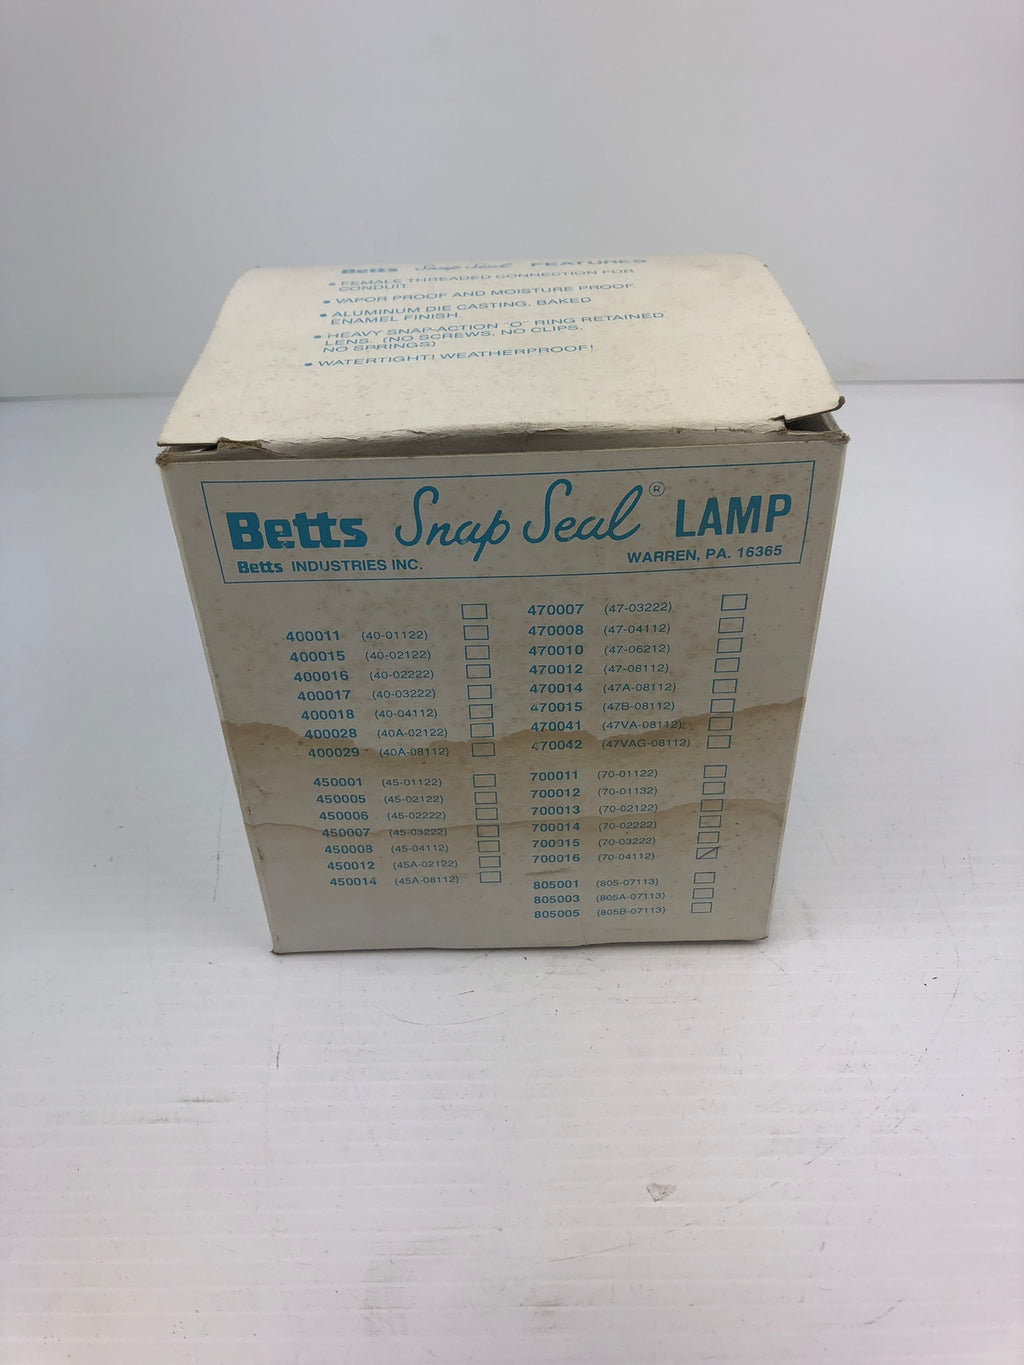 Betts Snap Seal FEATURES
• FEMALE THREADED CONNECTION FOR
CONDUIT.
• VAPOR PROOF AND MOISTURE PROOF.
• ALUMINUM DIE CASTING, BAKED
ENAMEL FINISH.
• HEAVY SNAP-ACTION "O" RING RETAINED
LENS. (NO SCREWS, NO CLIPS,
NO SPRINGS)
• WATERTIGHT! WEATHERPROOF!
Betts Snap Seal® LAMP
Betts INDUSTRIES INC. WARREN, PA. 16365
400011 (40-01122)
400015 (40-02122)
400016 (40-02222)
400017 (40-03222)
400018 (40-04112)
400028 (40A-02122)
400029 (40A-08112)
450001 (45-01122)
450005 (45-02122)
450006 (45-02222)
450007 (45-03222)
450008 (45-04112)
450012 (45A-02122)
450014 (45A-08112)
470007 (47-03222)
470008 (47-04112)
470010 (47-06212)
470012 (47-08112)
470014 (47A-08112)
470015 (47B-08112)
470041 (47VA-08112)
470042 (47VAG-08112)
700011 (70-01122)
700012 (70-01132)
700013 (70-02122)
700014 (70-02222)
700015 (70-03222)
700016 (70-04112)
805001 (805-07113)
805003 (805A-07113)
805005 (805B-07113)